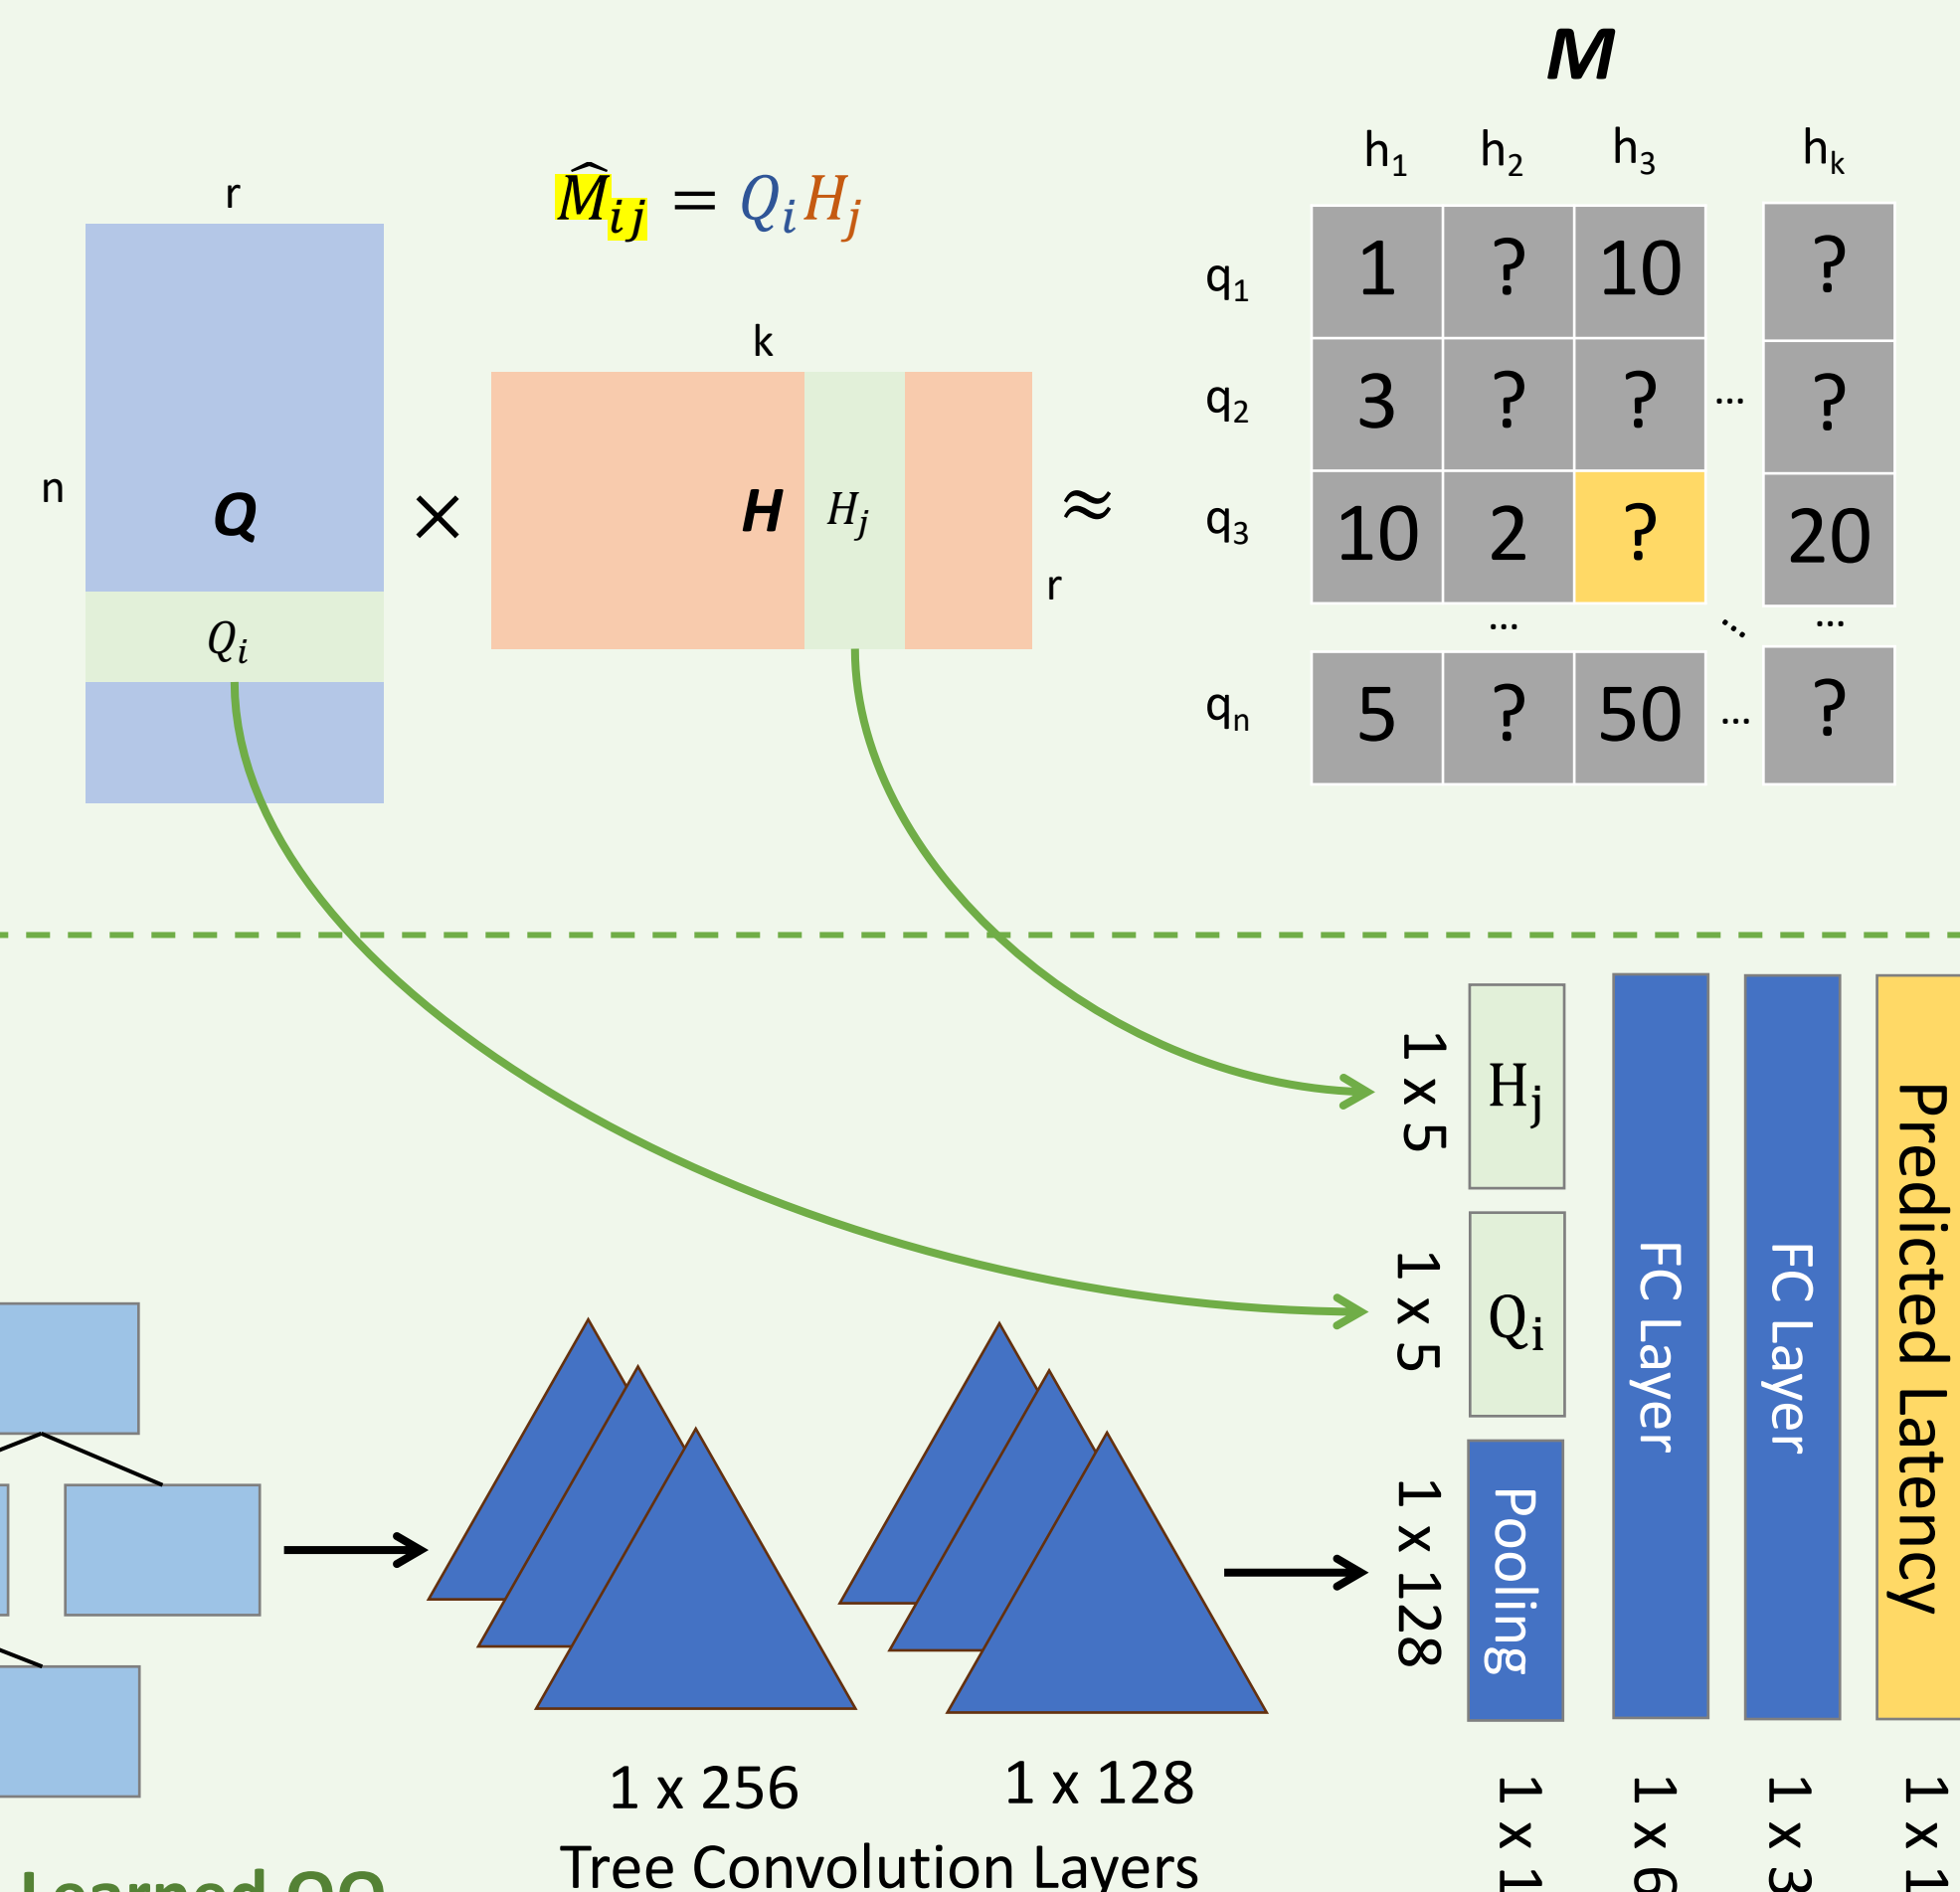 M
h1 h2 h3 hk
r
M̂ij = QiHj
q1 1 ? 10 ?
k
q2 3 ? ? ... ?
n Q × H Hj ≈
q3 10 2 ? 20
r
Qi
... ⋱ ...
qn 5 ? 50 ... ?
1 x 5 Hj
1 x 5 Qi
1 x 128 Pooling
FC Layer
FC Layer
Predicted Latency
1 x 256 1 x 128
Tree Convolution Layers